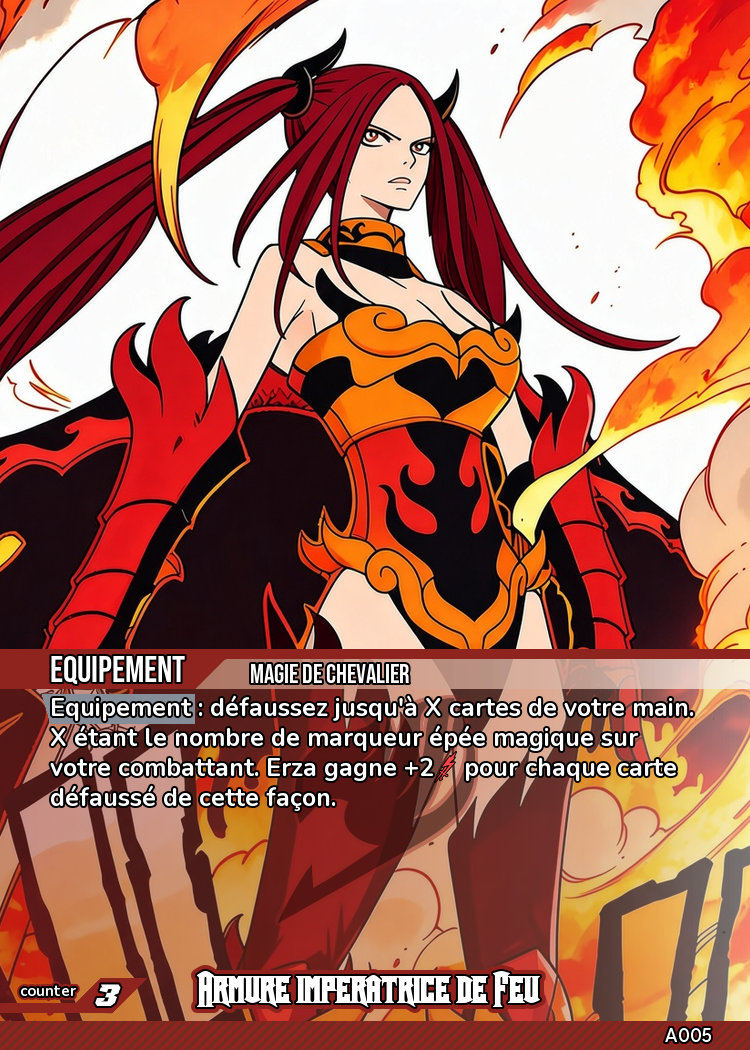 EQUIPEMENT
MAGIE DE CHEVALIER
Equipement : défaussez jusqu'à X cartes de votre main.
X étant le nombre de marqueur épée magique sur
votre combattant. Erza gagne +2 pour chaque carte
défaussé de cette façon.
counter 3
ARMURE IMPERATRICE DE FEU
A005